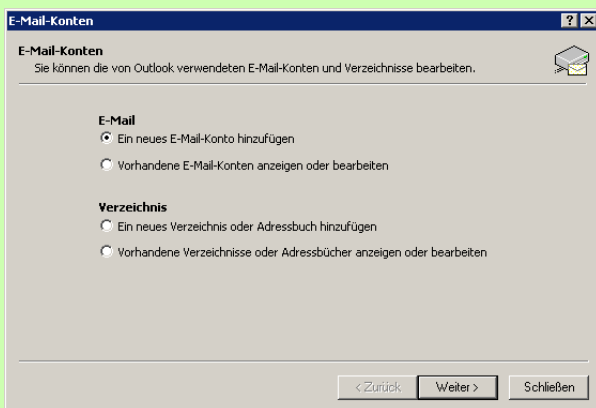 E-Mail-Konten
E-Mail-Konten
Sie können die von Outlook verwendeten E-Mail-Konten und Verzeichnisse bearbeiten.
E-Mail
Ein neues E-Mail-Konto hinzufügen
Vorhandene E-Mail-Konten anzeigen oder bearbeiten
Verzeichnis
Ein neues Verzeichnis oder Adressbuch hinzufügen
Vorhandene Verzeichnisse oder Adressbücher anzeigen oder bearbeiten
< Zurück Weiter > Schließen